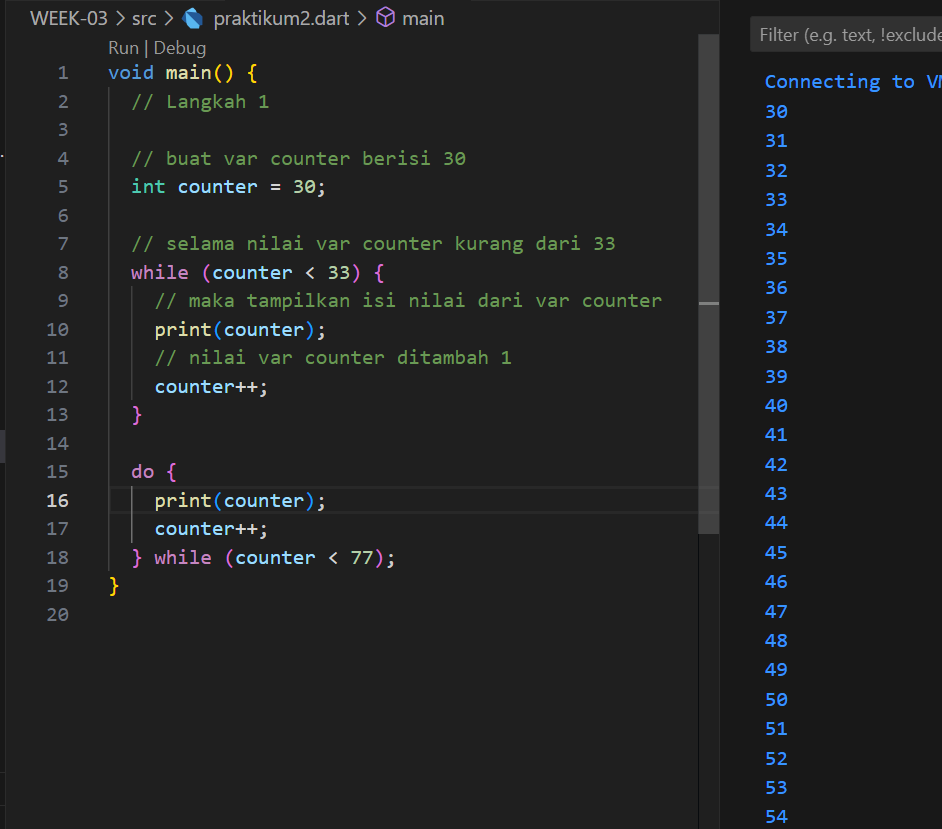 WEEK-03 > src > praktikum2.dart > main
Run | Debug
1 void main() {
2 // Langkah 1
3
4 // buat var counter berisi 30
5 int counter = 30;
6
7 // selama nilai var counter kurang dari 33
8 while (counter < 33) {
9 // maka tampilkan isi nilai dari var counter
10 print(counter);
11 // nilai var counter ditambah 1
12 counter++;
13 }
14
15 do {
16 print(counter);
17 counter++;
18 } while (counter < 77);
19 }
20
Filter (e.g. text, !exclude
Connecting to VM
30
31
32
33
34
35
36
37
38
39
40
41
42
43
44
45
46
47
48
49
50
51
52
53
54